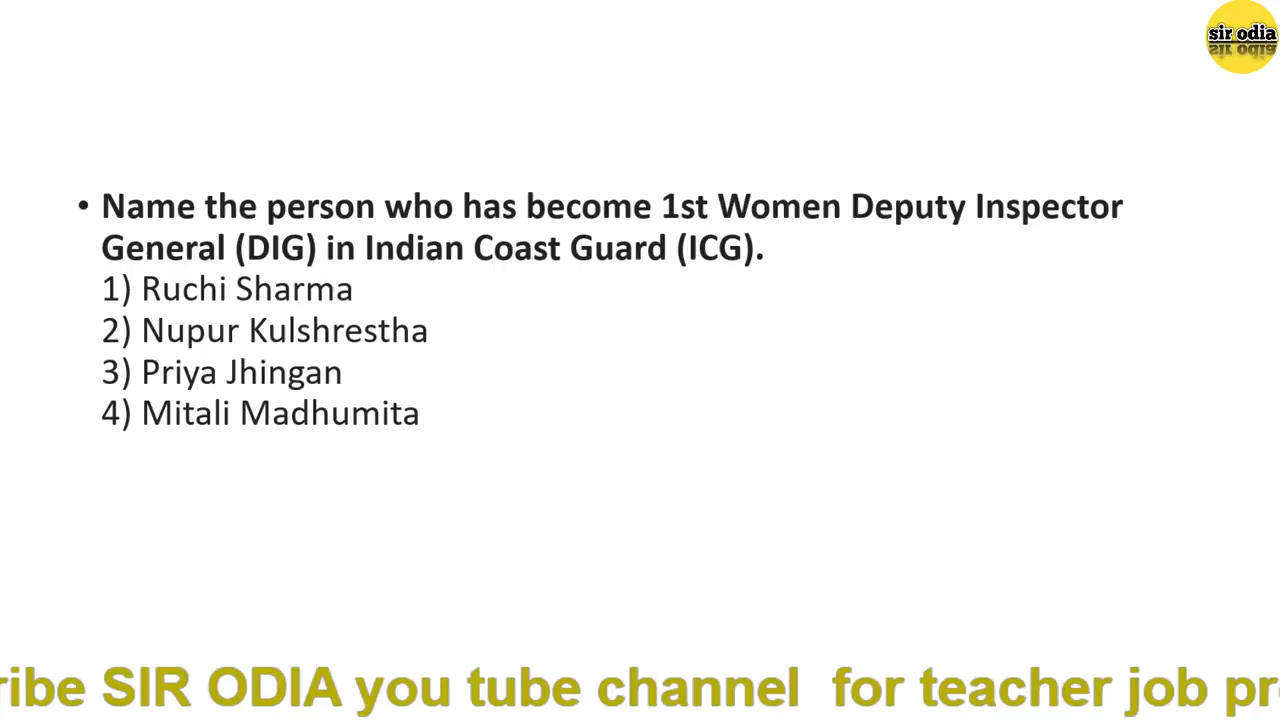 sir odia
• Name the person who has become 1st Women Deputy Inspector
General (DIG) in Indian Coast Guard (ICG).
1) Ruchi Sharma
2) Nupur Kulshrestha
3) Priya Jhingan
4) Mitali Madhumita
ribe SIR ODIA you tube channel for teacher job pr